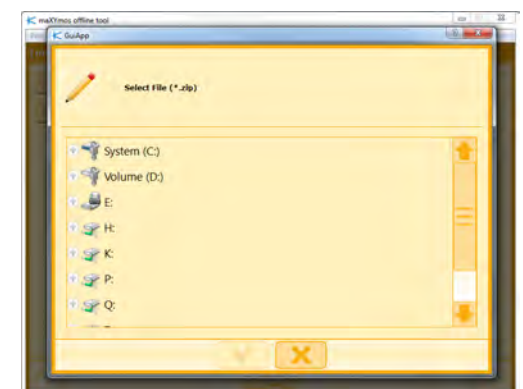 maXYmos offline tool
GuiApp
Select File (*.zip)
System (C:)
Volume (D:)
E:
H:
K:
P:
Q: